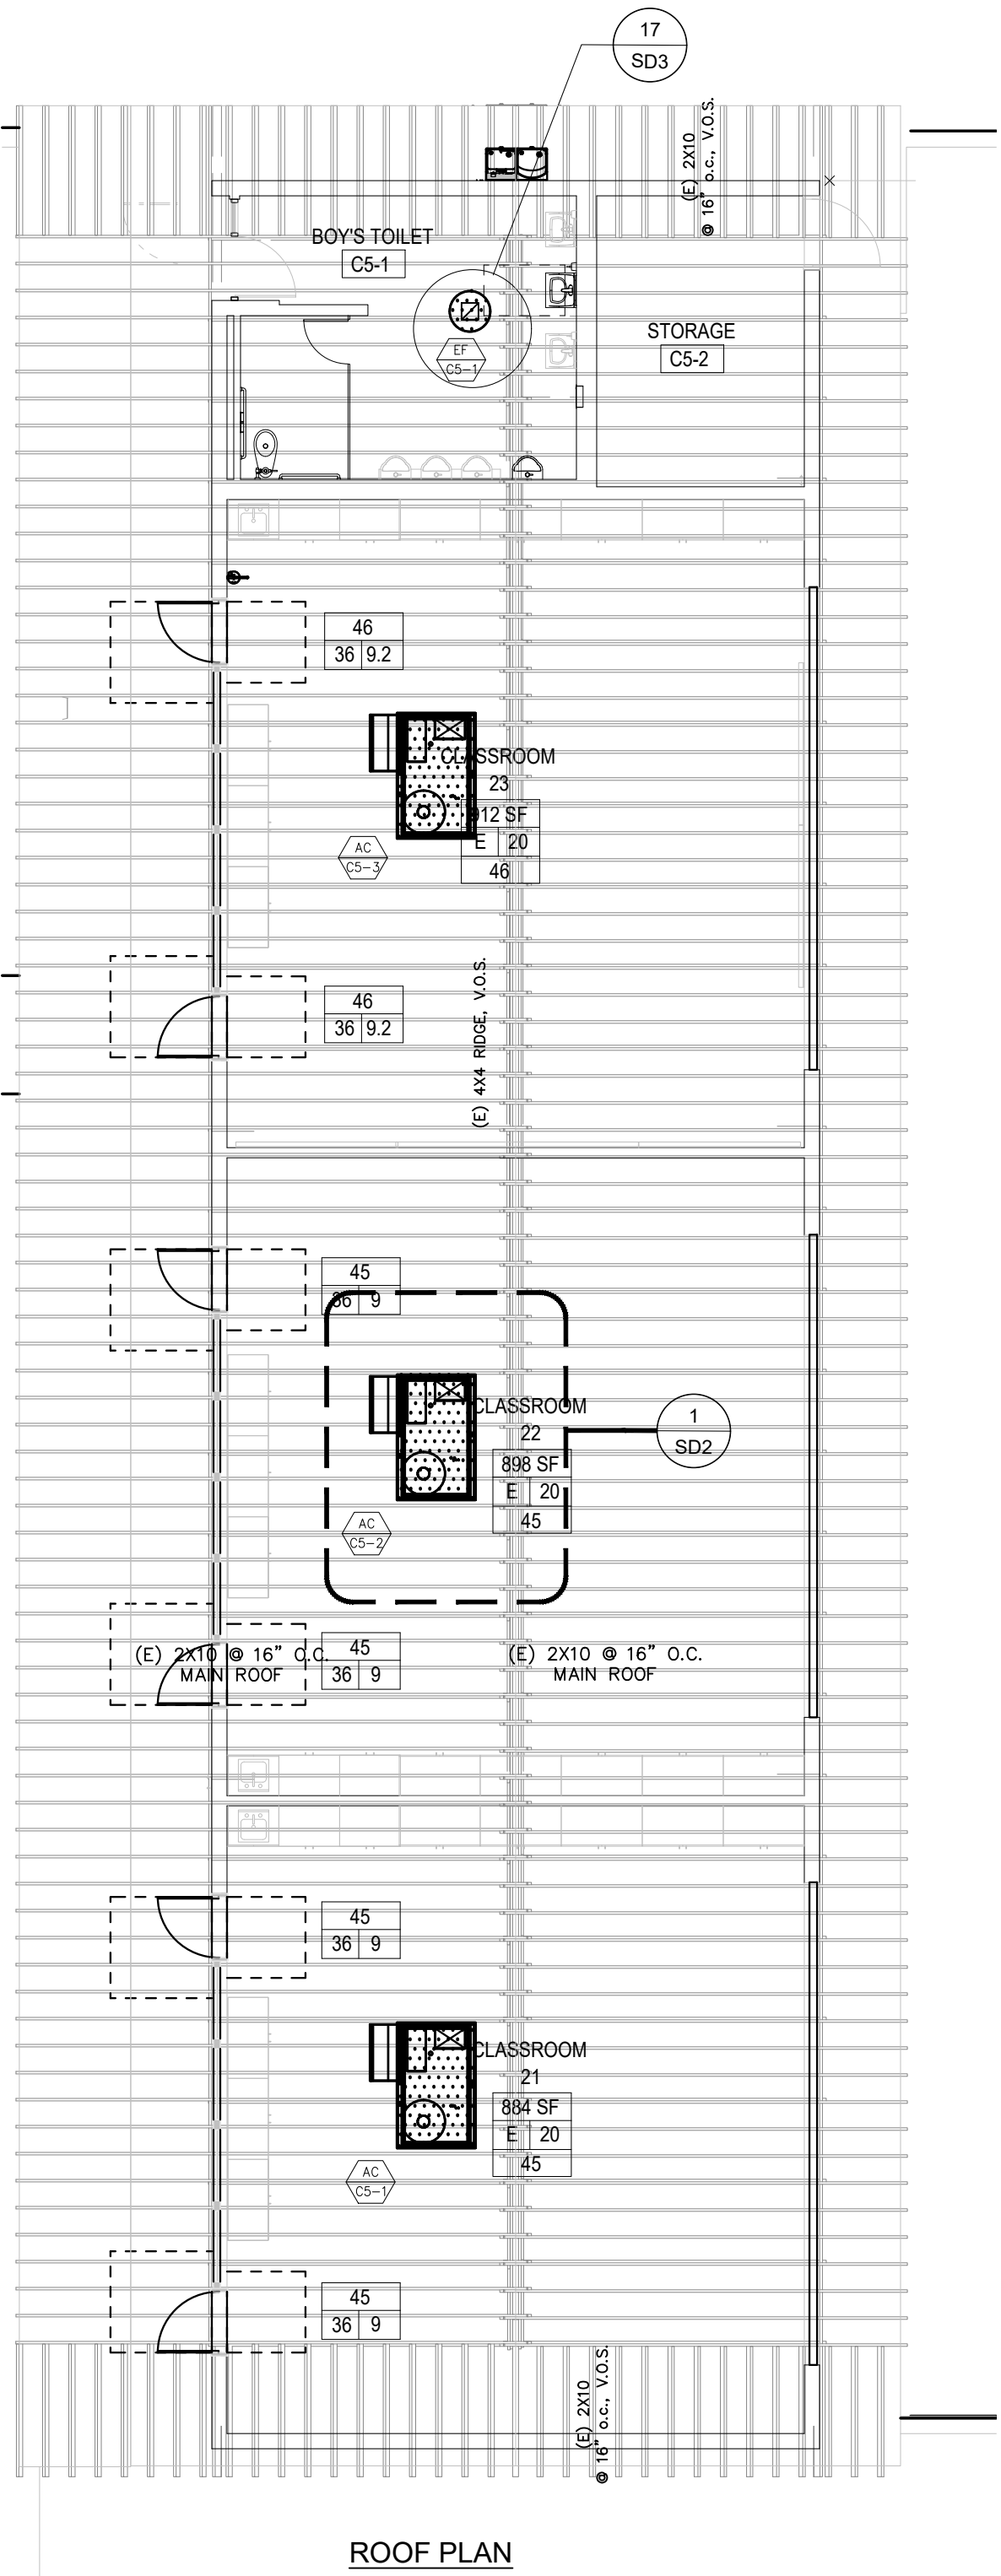 17
SD3
(E) 2X10
@ 16" o.c., V.O.S.
BOY'S TOILET
C5-1
EF
C5-1
STORAGE
C5-2
46
36 9.2
CLASSROOM
23
912 SF
E 20
46
AC
C5-3
46
36 9.2
(E) 4X4 RIDGE, V.O.S.
45
36 9
CLASSROOM
22
898 SF
E 20
45
1
SD2
AC
C5-2
(E) 2X10 @ 16" O.C.
MAIN ROOF
45
36 9
(E) 2X10 @ 16" O.C.
MAIN ROOF
45
36 9
CLASSROOM
21
884 SF
E 20
45
AC
C5-1
45
36 9
(E) 2X10
@ 16" o.c., V.O.S.
ROOF PLAN